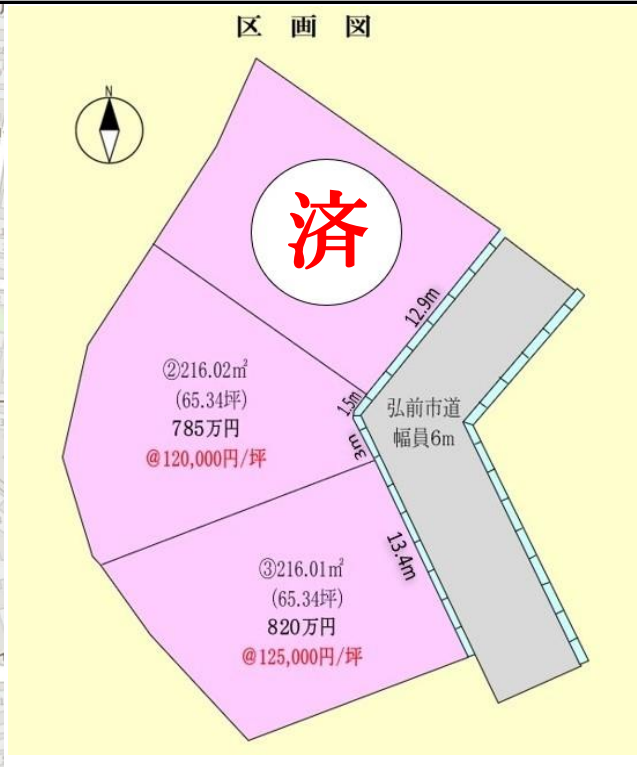 区画図
N
済
12.9m
②216.02㎡
(65.34坪)
785万円
@120,000円/坪
1.5m
3m
弘前市道
幅員6m
13.4m
③216.01㎡
(65.34坪)
820万円
@125,000円/坪